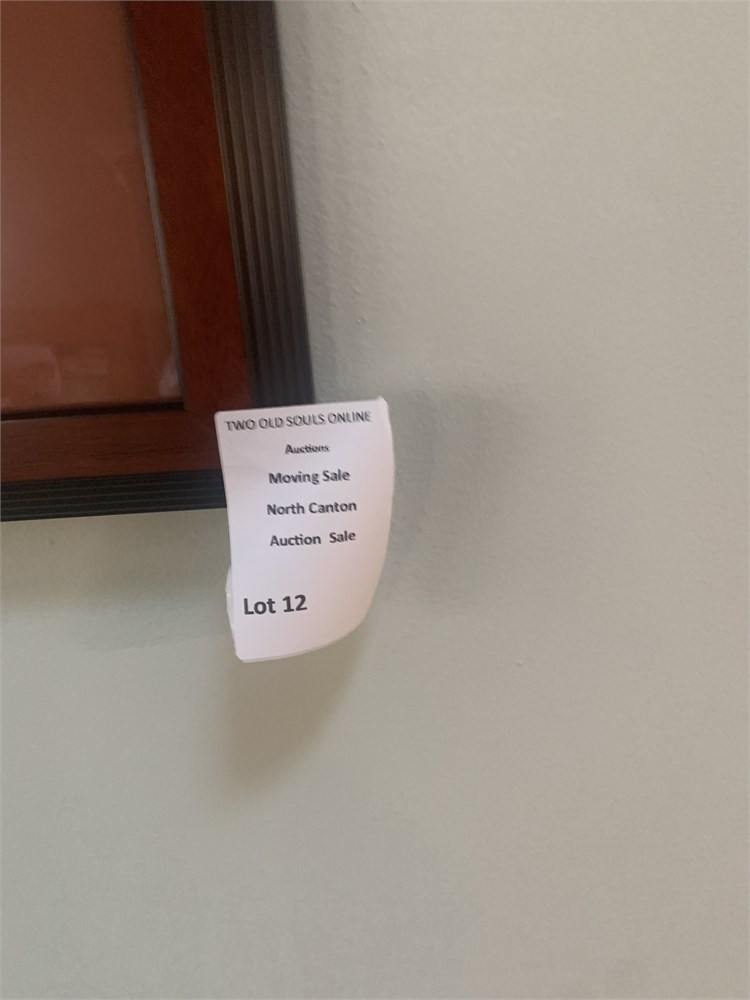 TWO OLD SOULS ONLINE
Auctions
Moving Sale
North Canton
Auction Sale
Lot 12